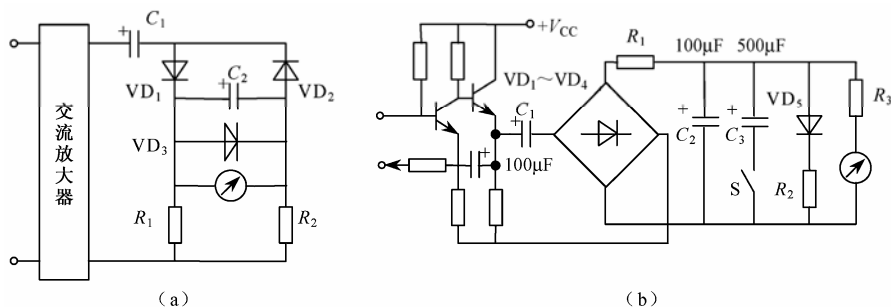 C₁
+
VD₁
+
C₂
VD₂
VD₃
R₁
R₂
交流放大器
（a）
+V_CC
VD₁～VD₄
C₁
+
+
100μF
R₁
100μF
500μF
+
C₂
+
C₃
S
VD₅
R₂
R₃
（b）